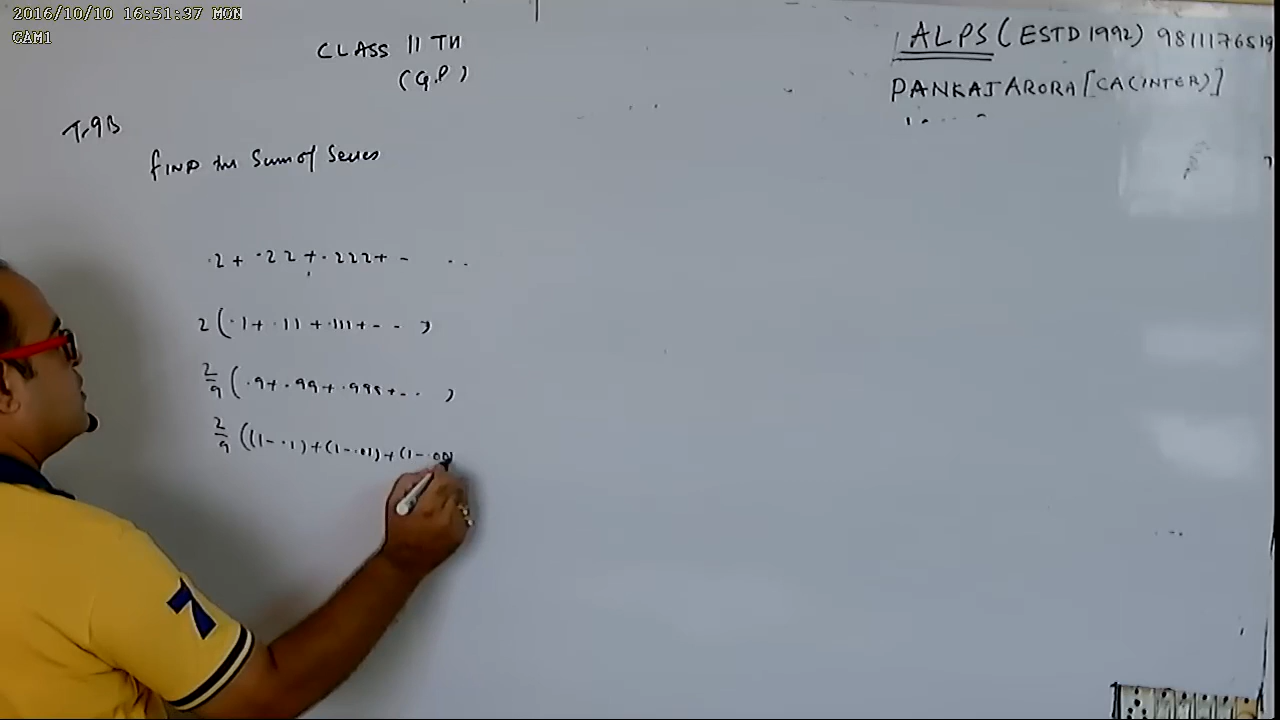 2016/10/10 16:51:37 MON
CAM1
CLASS 11 TH
(G.P)
ALPS (ESTD 1992) 9811176519
PANKAJ ARORA [CA(INTER)]
T-9B
FIND the Sum of Series
.2 + .22 + .222 + - ..
2 ( .1 + .11 + .111 + - - )
2/9 ( .9 + .99 + .999 + - .. )
2/9 ( (1 - .1) + (1 - .01) + (1 - .001
7